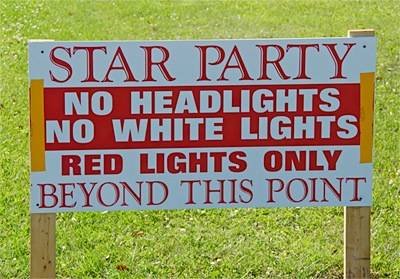 STAR PARTY
NO HEADLIGHTS
NO WHITE LIGHTS
RED LIGHTS ONLY
BEYOND THIS POINT